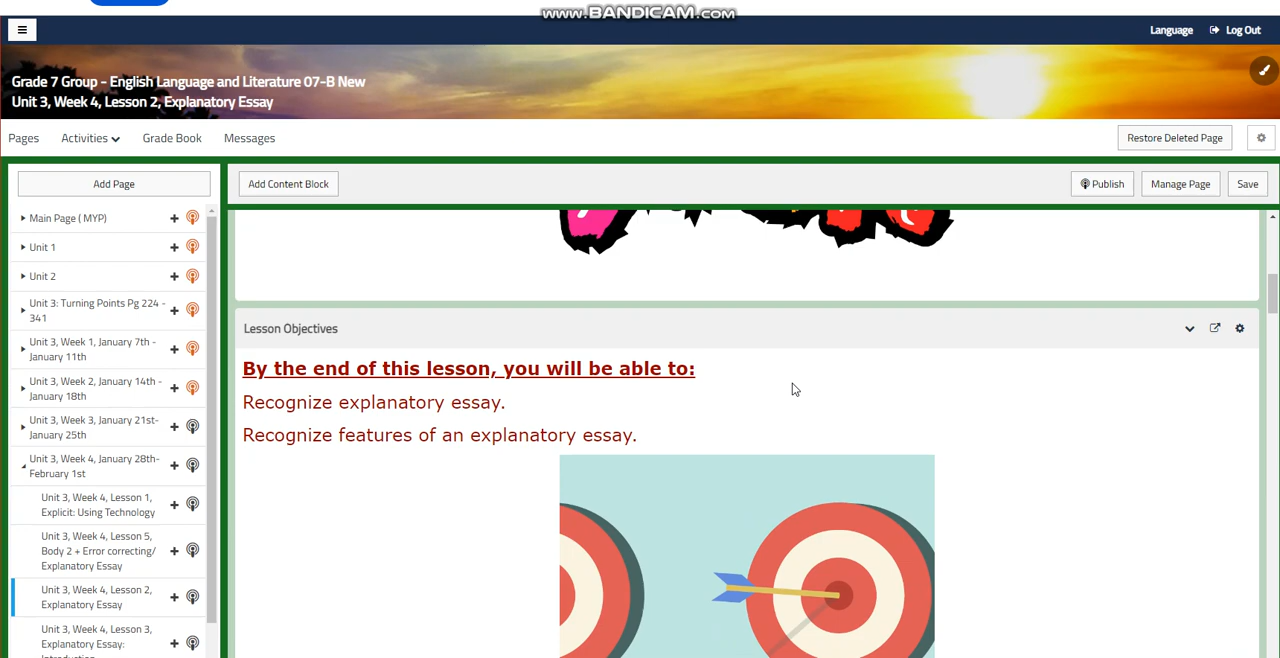 www.BANDICAM.com
Language
Log Out
Grade 7 Group - English Language and Literature 07-B New
Unit 3, Week 4, Lesson 2, Explanatory Essay
Pages
Activities
Grade Book
Messages
Restore Deleted Page
Add Page
Add Content Block
Publish
Manage Page
Save
Main Page ( MYP)
Unit 1
Unit 2
Unit 3: Turning Points Pg 224 -
341
Unit 3, Week 1, January 7th -
January 11th
Unit 3, Week 2, January 14th -
January 18th
Unit 3, Week 3, January 21st-
January 25th
Unit 3, Week 4, January 28th-
February 1st
Unit 3, Week 4, Lesson 1,
Explicit: Using Technology
Unit 3, Week 4, Lesson 5,
Body 2 + Error correcting/
Explanatory Essay
Unit 3, Week 4, Lesson 2,
Explanatory Essay
Unit 3, Week 4, Lesson 3,
Explanatory Essay:
Lesson Objectives
By the end of this lesson, you will be able to:
Recognize explanatory essay.
Recognize features of an explanatory essay.